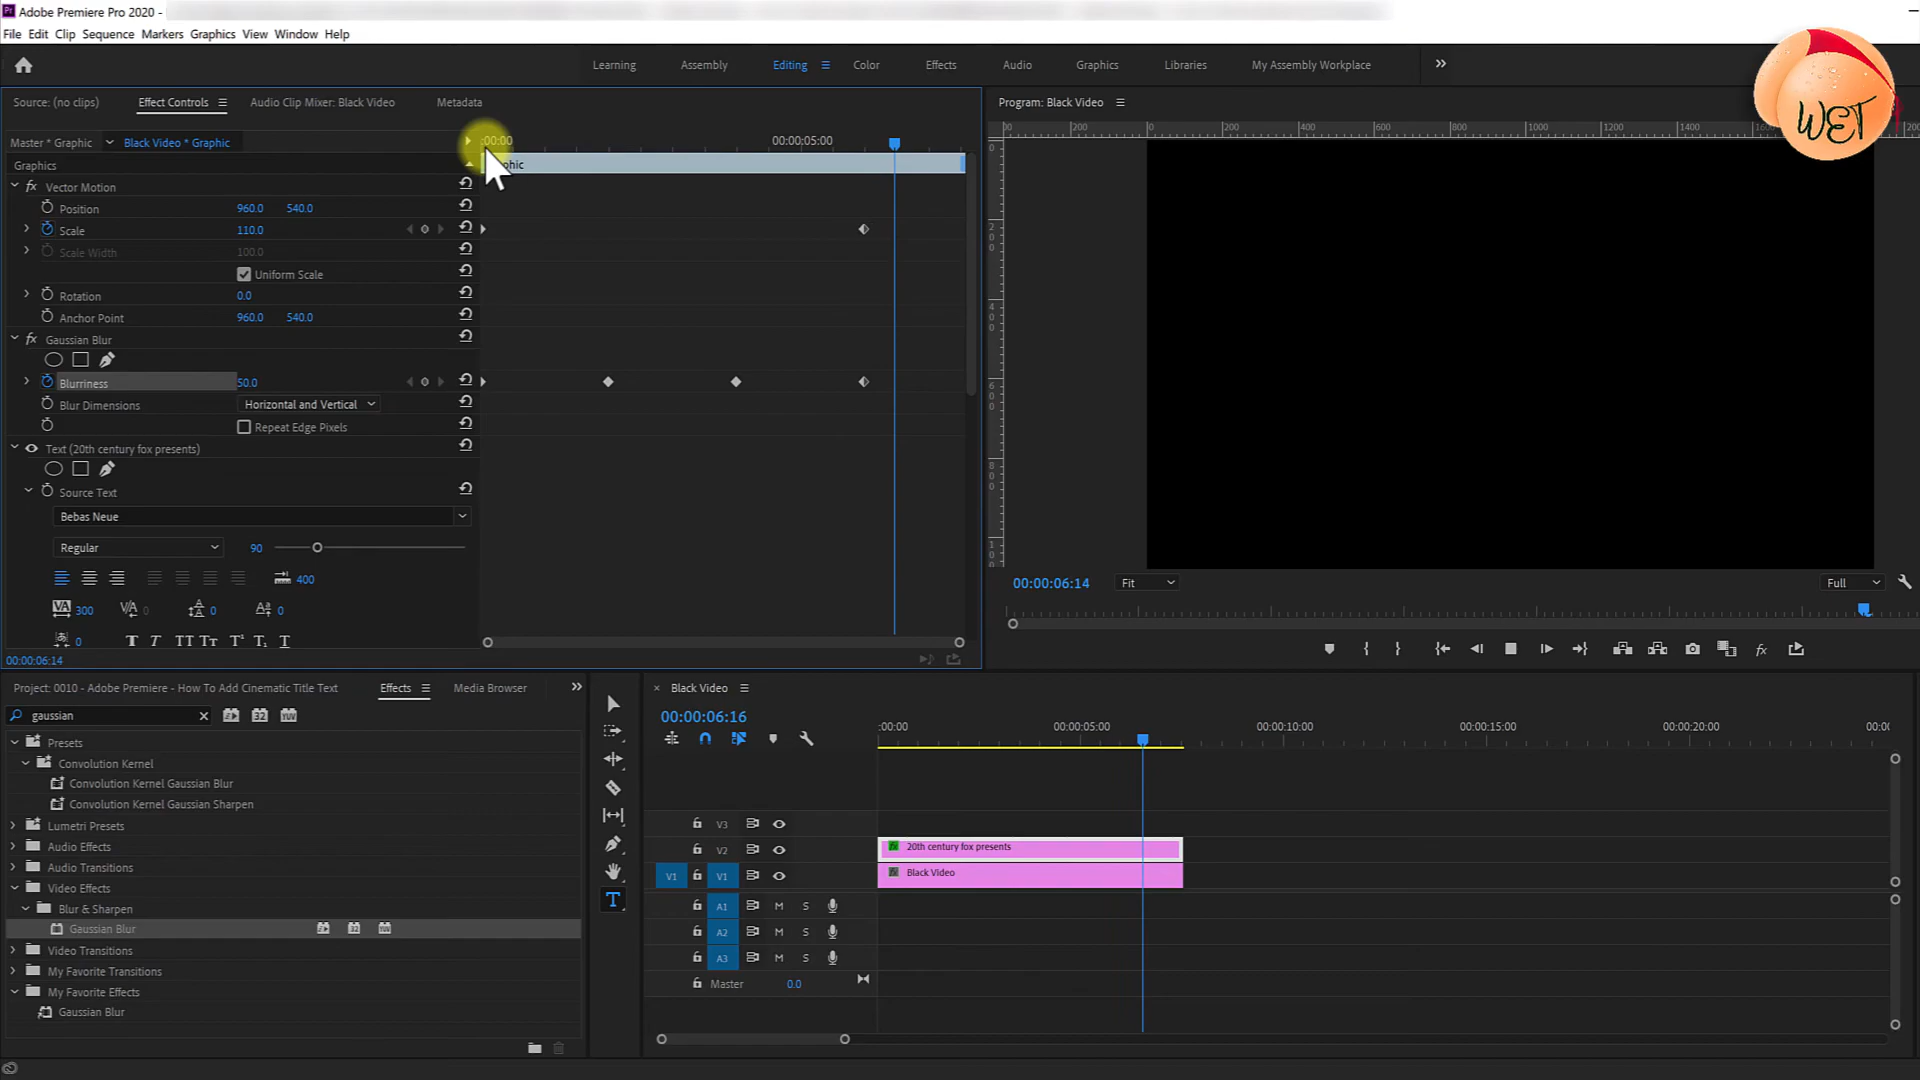 Adobe Premiere Pro 2020 -
File Edit Clip Sequence Markers Graphics View Window Help
Learning Assembly Editing Color Effects Audio Graphics Libraries My Assembly Workplace
WET
Source: (no clips) Effect Controls Audio Clip Mixer: Black Video Metadata
Program: Black Video
Master * Graphic Black Video * Graphic
:00:00 00:00:05:00
Graphics
phic
Vector Motion
Position 960.0 540.0
Scale 110.0
Scale Width 100.0
Uniform Scale
Rotation 0.0
Anchor Point 960.0 540.0
Gaussian Blur
Blurriness 50.0
Blur Dimensions Horizontal and Vertical
Repeat Edge Pixels
Text (20th century fox presents)
Source Text
Bebas Neue
Regular 90
400
300 0 0 0
0 T T TT Tt T¹ T₁ T
00:00:06:14
00:00:06:14 Fit Full
Project: 0010 - Adobe Premiere - How To Add Cinematic Title Text Effects Media Browser
gaussian
Presets
Convolution Kernel
Convolution Kernel Gaussian Blur
Convolution Kernel Gaussian Sharpen
Lumetri Presets
Audio Effects
Audio Transitions
Video Effects
Blur & Sharpen
Gaussian Blur
Video Transitions
My Favorite Transitions
My Favorite Effects
Gaussian Blur
Black Video
00:00:06:16
:00:00 00:00:05:00 00:00:10:00 00:00:15:00 00:00:20:00 00:0
V3
V2 20th century fox presents
V1 V1 Black Video
A1 M S
A2 M S
A3 M S
Master 0.0